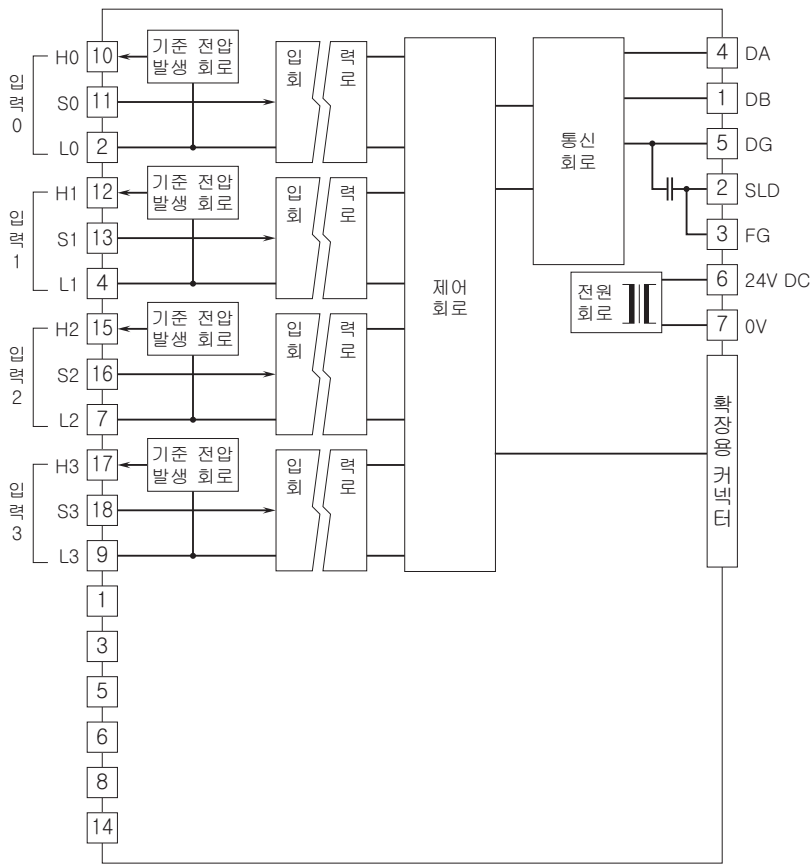 입력0
H0 10
S0 11
L0 2
기준 전압
발생 회로
입회 력로
입력1
H1 12
S1 13
L1 4
기준 전압
발생 회로
입회 력로
입력2
H2 15
S2 16
L2 7
기준 전압
발생 회로
입회 력로
입력3
H3 17
S3 18
L3 9
기준 전압
발생 회로
입회 력로
1
3
5
6
8
14
제어
회로
통신
회로
전원
회로
4 DA
1 DB
5 DG
2 SLD
3 FG
6 24V DC
7 0V
확장용 커넥터